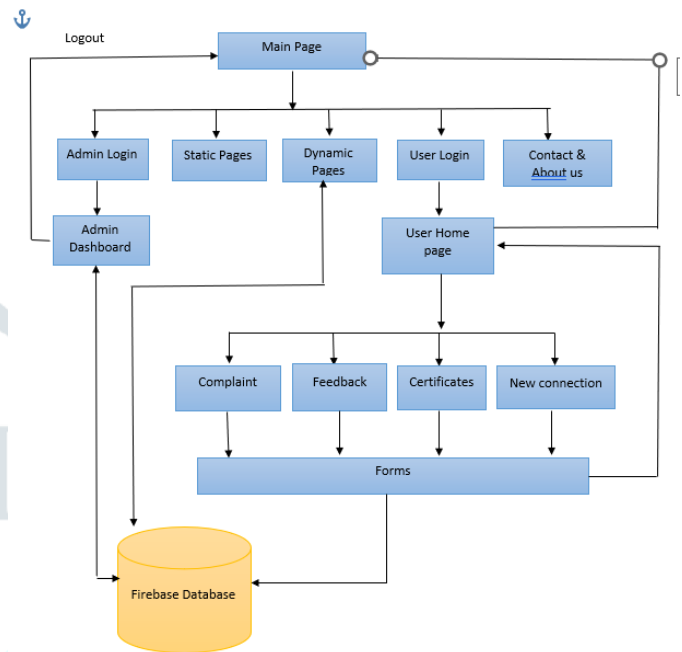 Logout
Main Page
Admin Login
Static Pages
Dynamic
Pages
User Login
Contact &
About us
Admin
Dashboard
User Home
page
Complaint
Feedback
Certificates
New connection
Forms
Firebase Database